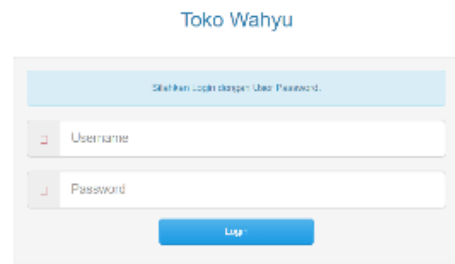 Toko Wahyu
Silahkan Login dengan User Password.
Username
Password
Login